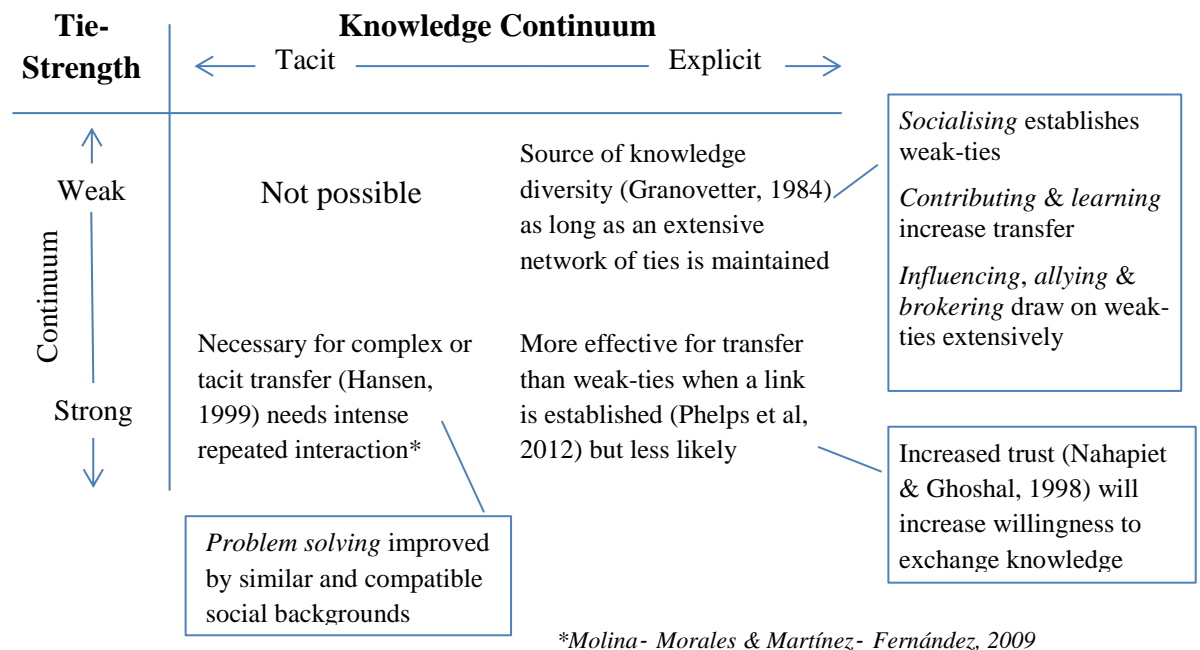 Tie-
Strength
Knowledge Continuum
Tacit
Explicit
Continuum
Weak
Strong
Not possible
Source of knowledge
diversity (Granovetter, 1984)
as long as an extensive
network of ties is maintained
Socialising establishes
weak-ties
Contributing & learning
increase transfer
Influencing, allying &
brokering draw on weak-
ties extensively
Necessary for complex or
tacit transfer (Hansen,
1999) needs intense
repeated interaction*
More effective for transfer
than weak-ties when a link
is established (Phelps et al,
2012) but less likely
Increased trust (Nahapiet
& Ghoshal, 1998) will
increase willingness to
exchange knowledge
Problem solving improved
by similar and compatible
social backgrounds
*Molina- Morales & Martínez- Fernández, 2009